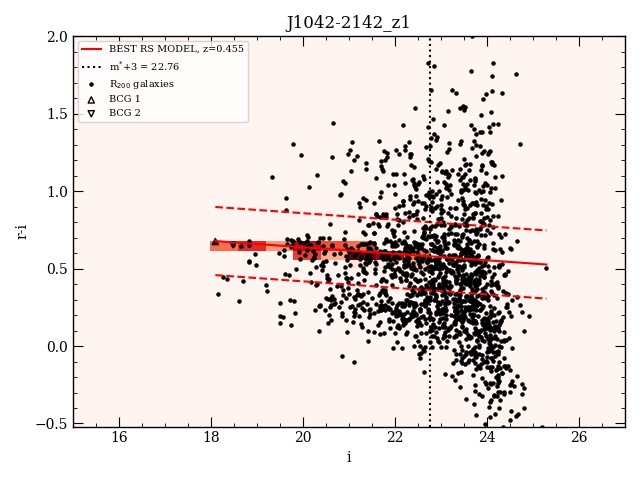 J1042-2142_z1
BEST RS MODEL, z=0.455
m*+3 = 22.76
R200 galaxies
BCG 1
BCG 2
2.0
1.5
1.0
0.5
0.0
−0.5
r-i
16
18
20
22
24
26
i